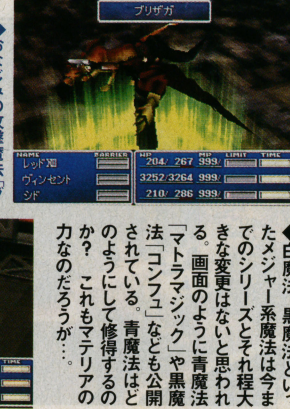 ブリザガ
NAME BARRIER HP MP LIMIT TIME
レッドXIII 204/ 267 999/
ヴィンセント 3252/3264 999/
シド 210/ 286 999/
◆白魔法、黒魔法といっ
たメジャー系魔法は今ま
でのシリーズとそれ程大
きな変更はないと思われ
る。画面のように青魔法
「マトラマジック」や黒魔
法「コンフュ」なども公開
されている。青魔法はど
のようにして修得するの
か？　これもマテリアの
力なのだろうが…。
TIME